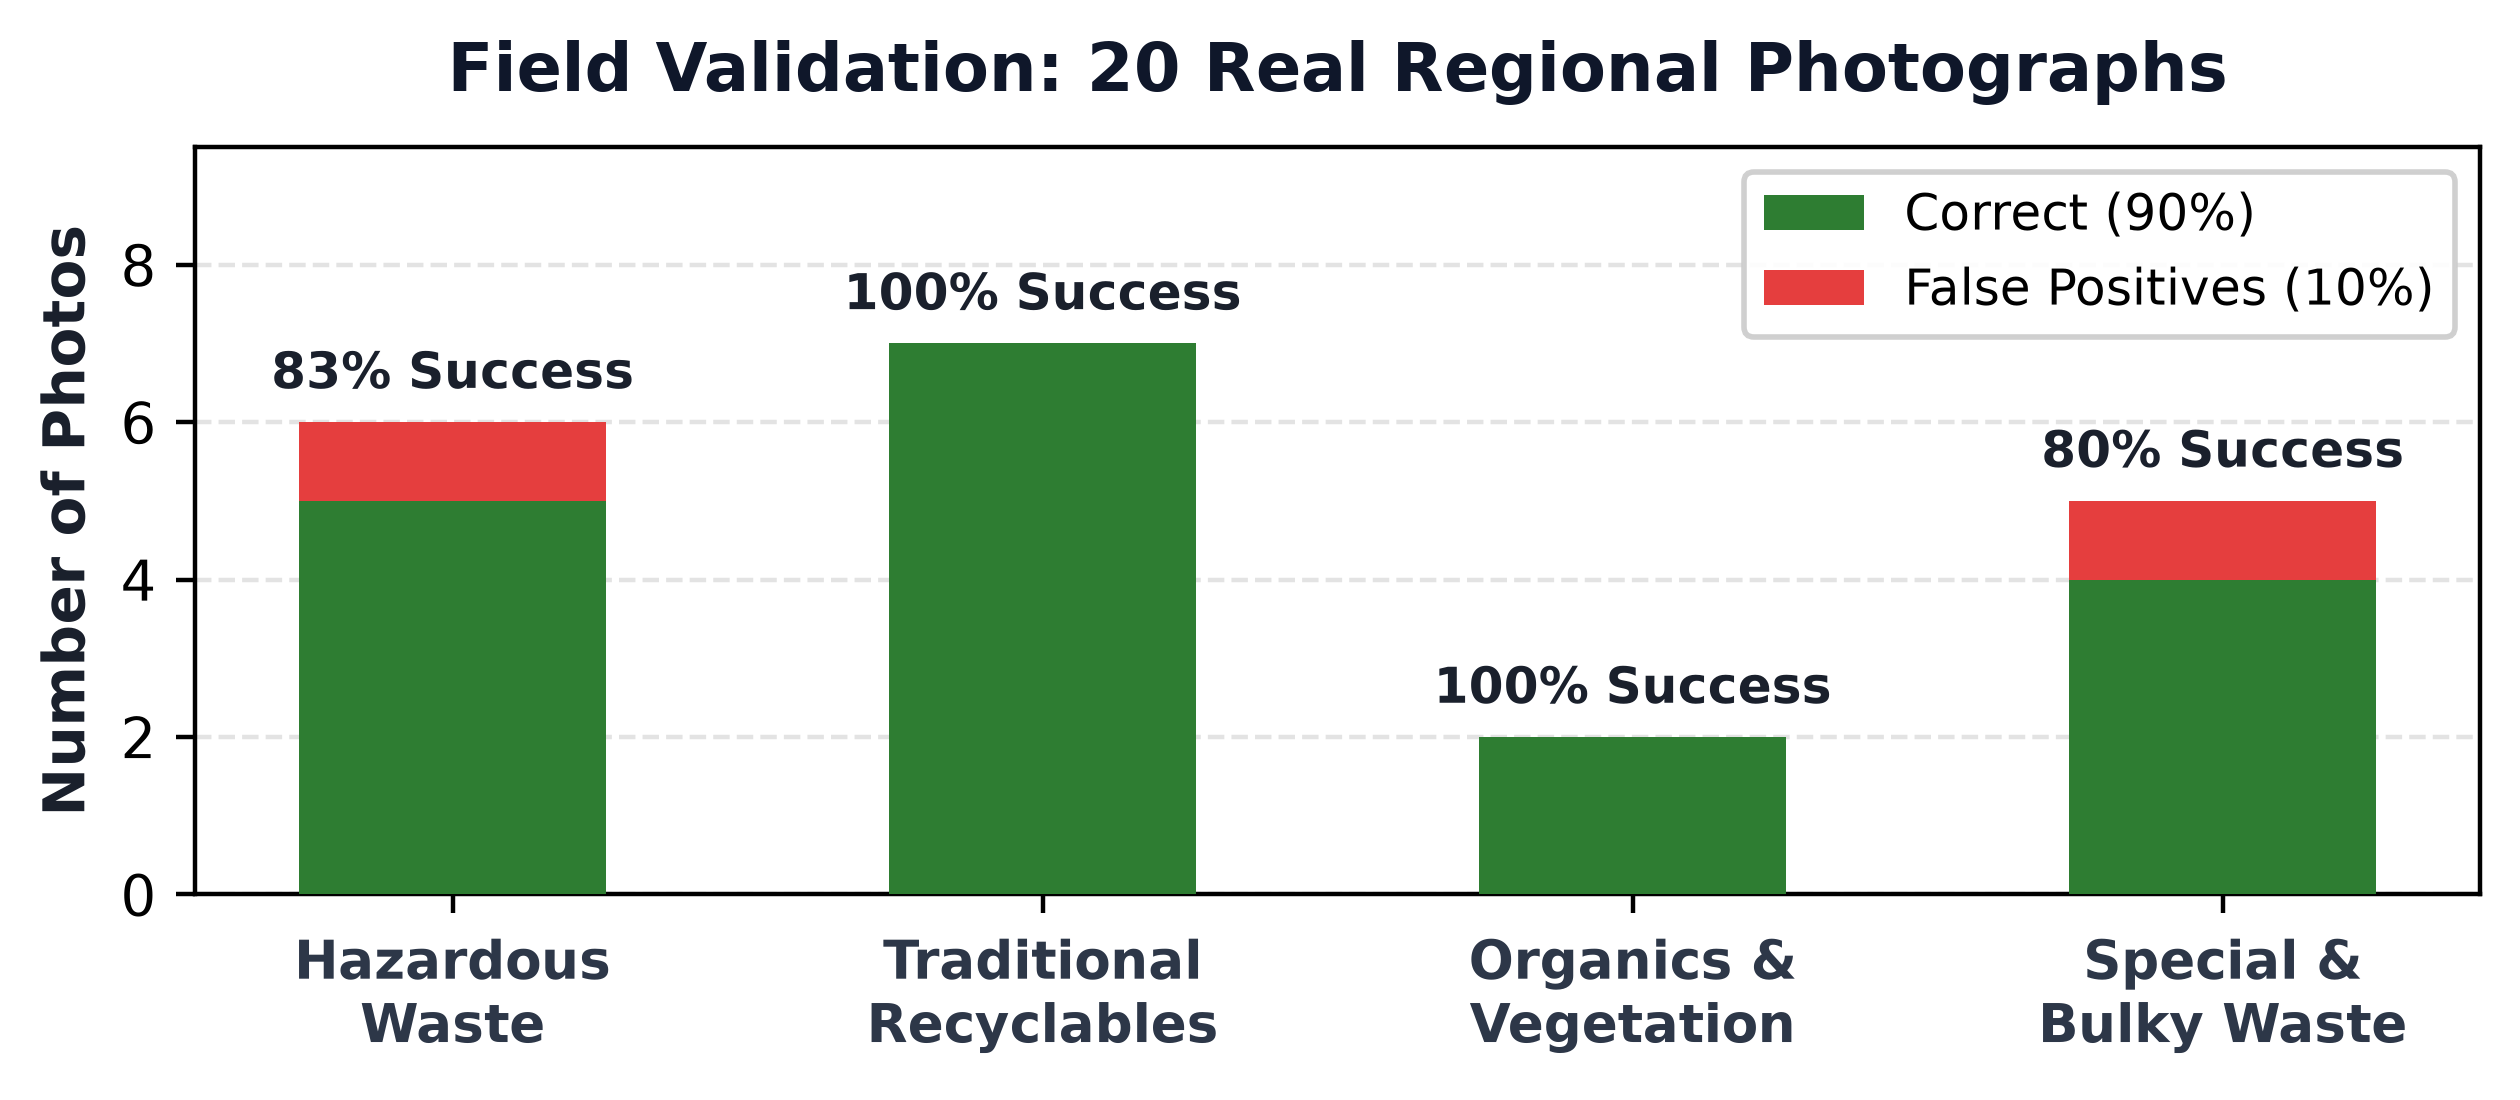 Field Validation: 20 Real Regional Photographs
Number of Photos
8
6
4
2
0
Correct (90%)
False Positives (10%)
83% Success
100% Success
100% Success
80% Success
Hazardous
Waste
Traditional
Recyclables
Organics &
Vegetation
Special &
Bulky Waste